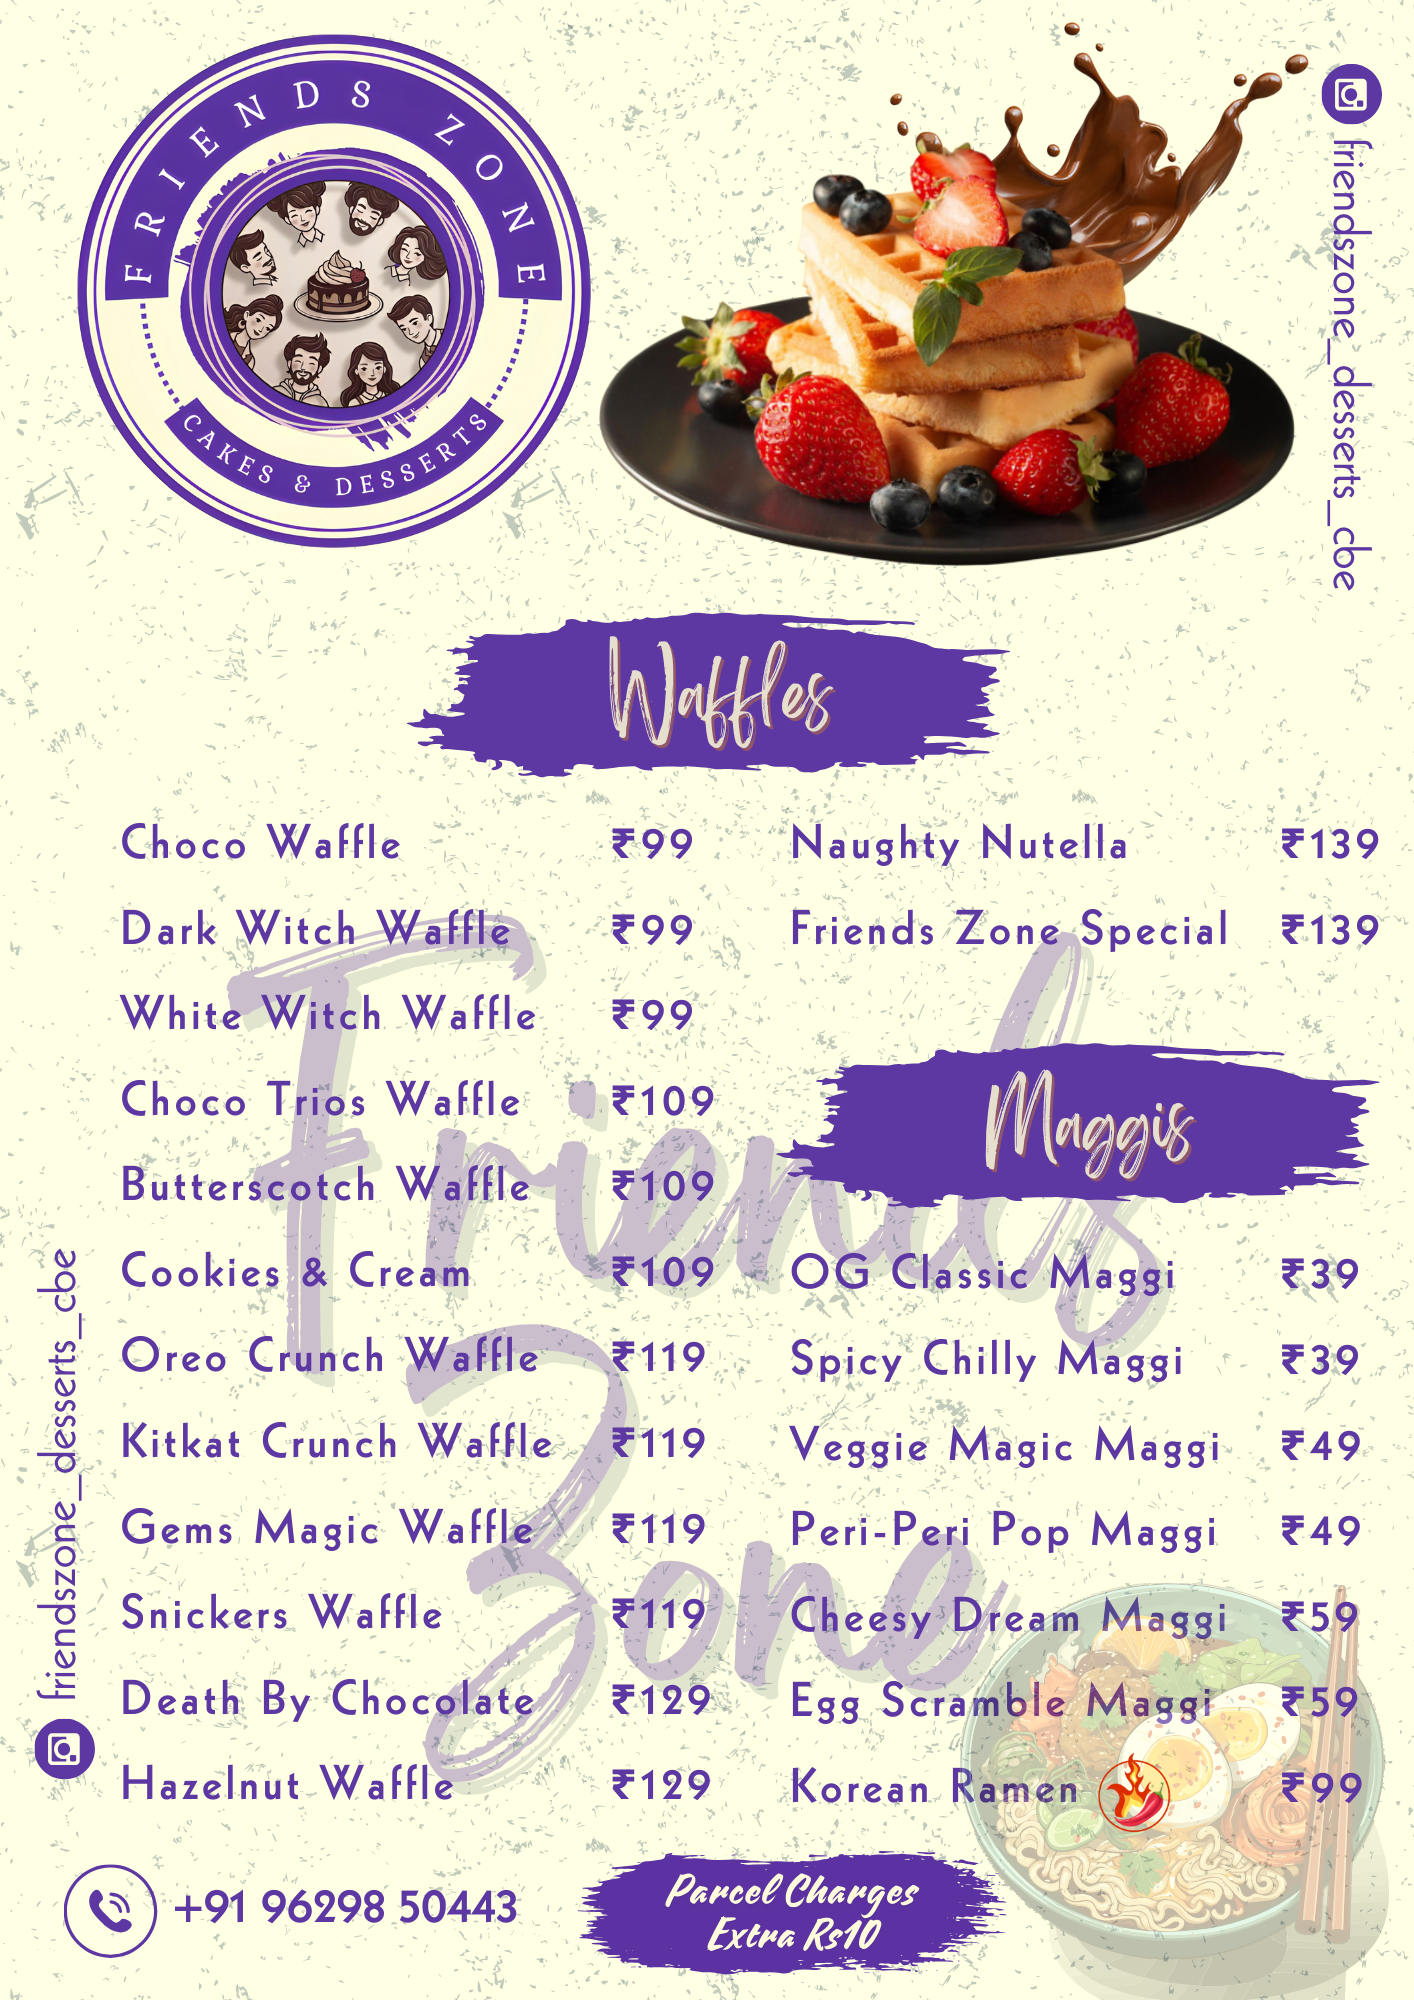 FRIENDS ZONE
CAKES & DESSERTS
friendszone_desserts_cbe
Waffles
Choco Waffle ₹99
Dark Witch Waffle ₹99
White Witch Waffle ₹99
Choco Trios Waffle ₹109
Butterscotch Waffle ₹109
Cookies & Cream ₹109
Oreo Crunch Waffle ₹119
Kitkat Crunch Waffle ₹119
Gems Magic Waffle ₹119
Snickers Waffle ₹119
Death By Chocolate ₹129
Hazelnut Waffle ₹129
Naughty Nutella ₹139
Friends Zone Special ₹139
Maggis
OG Classic Maggi ₹39
Spicy Chilly Maggi ₹39
Veggie Magic Maggi ₹49
Peri-Peri Pop Maggi ₹49
Cheesy Dream Maggi ₹59
Egg Scramble Maggi ₹59
Korean Ramen ₹99
Friends
Zone
friendszone_desserts_cbe
+91 96298 50443
Parcel Charges
Extra Rs10